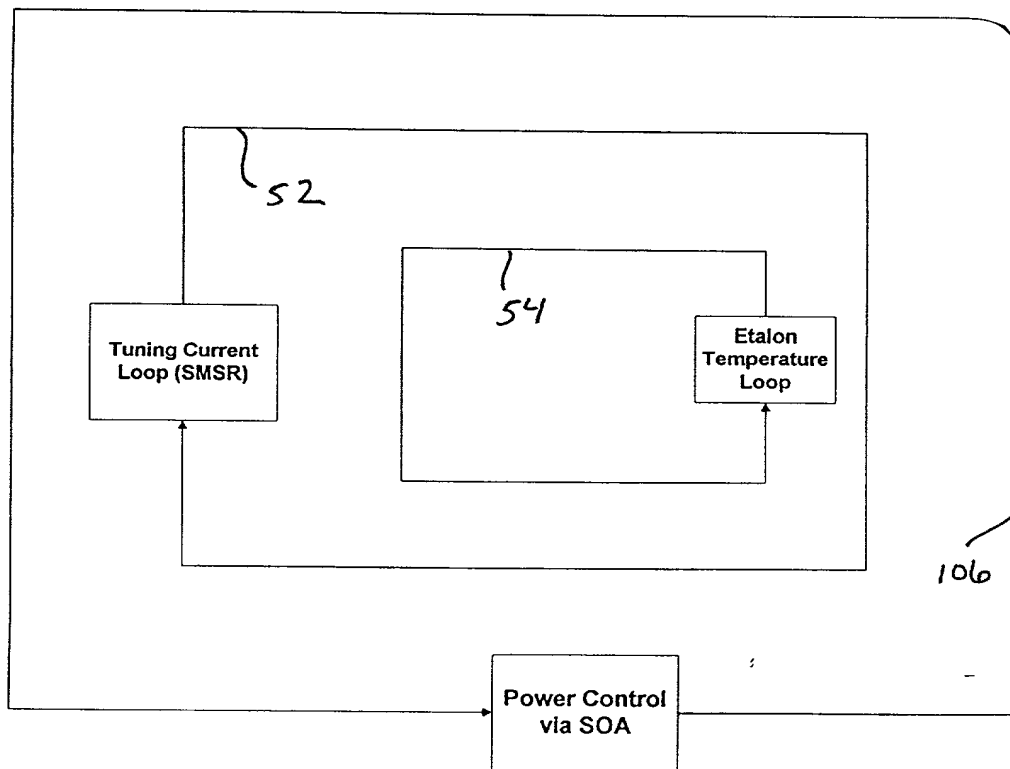 52
54
Tuning Current
Loop (SMSR)
Etalon
Temperature
Loop
106
Power Control
via SOA